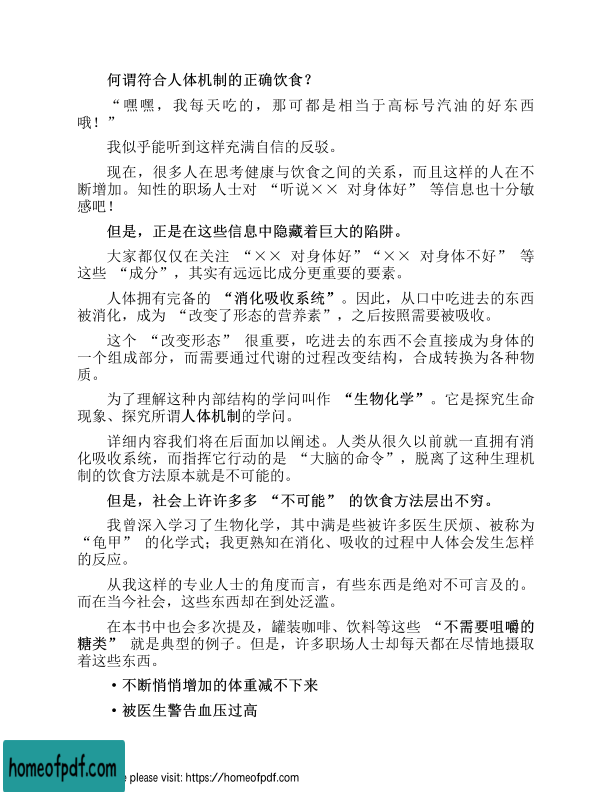 何谓符合人体机制的正确饮食？
“嘿嘿，我每天吃的，那可都是相当于高标号汽油的好东西
哦！”
我似乎能听到这样充满自信的反驳。
现在，很多人在思考健康与饮食之间的关系，而且这样的人在不
断增加。知性的职场人士对 “听说×× 对身体好” 等信息也十分敏
感吧！
但是，正是在这些信息中隐藏着巨大的陷阱。
大家都仅仅在关注 “×× 对身体好”“×× 对身体不好” 等
这些 “成分”，其实有远远比成分更重要的要素。
人体拥有完备的 “消化吸收系统”。因此，从口中吃进去的东西
被消化，成为 “改变了形态的营养素”，之后按照需要被吸收。
这个 “改变形态” 很重要，吃进去的东西不会直接成为身体的
一个组成部分，而需要通过代谢的过程改变结构，合成转换为各种物
质。
为了理解这种内部结构的学问叫作 “生物化学”。它是探究生命
现象、探究所谓人体机制的学问。
详细内容我们将在后面加以阐述。人类从很久以前就一直拥有消
化吸收系统，而指挥它行动的是 “大脑的命令”，脱离了这种生理机
制的饮食方法原本就是不可能的。
但是，社会上许许多多 “不可能” 的饮食方法层出不穷。
我曾深入学习了生物化学，其中满是些被许多医生厌烦、被称为
“龟甲” 的化学式；我更熟知在消化、吸收的过程中人体会发生怎样
的反应。
从我这样的专业人士的角度而言，有些东西是绝对不可言及的。
而在当今社会，这些东西却在到处泛滥。
在本书中也会多次提及，罐装咖啡、饮料等这些 “不需要咀嚼的
糖类” 就是典型的例子。但是，许多职场人士却每天都在尽情地摄取
着这些东西。
·不断悄悄增加的体重减不下来
·被医生警告血压过高
homeofpdf.com
e please visit: https://homeofpdf.com